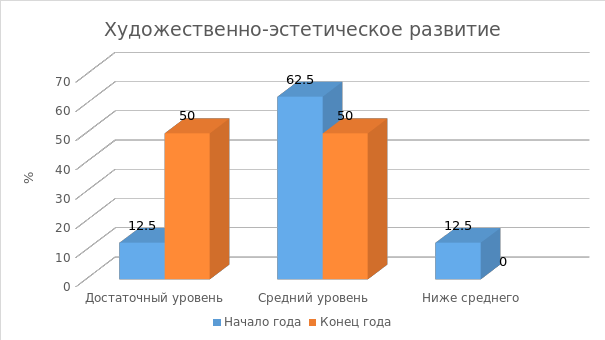 Художественно-эстетическое развитие
%
70
60
50
40
30
20
10
0
12.5
50
62.5
50
12.5
0
Достаточный уровень
Средний уровень
Ниже среднего
Начало года
Конец года